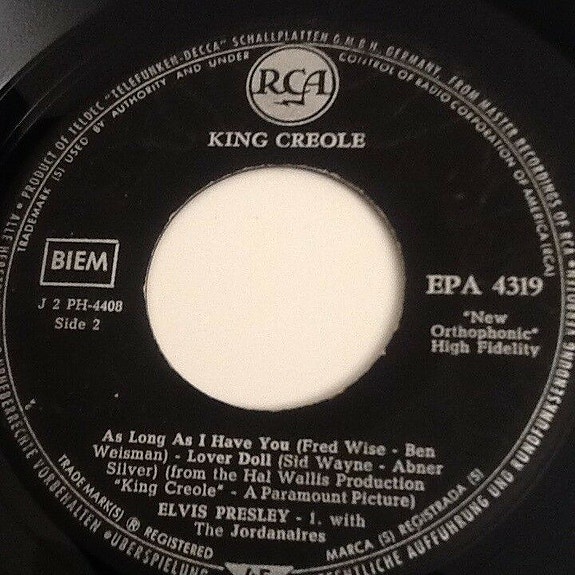 "TELEFUNKEN-DECCA" SCHALLPLATTEN G.M.B.H., GERMANY, FROM MASTER RECORDINGS OF RCA
PRODUCT OF TELDEC
TRADEMARK (S) USED BY AUTHORITY AND UNDER CONTROL OF RADIO CORPORATION OF AMERICA (RCA)
RCA
KING CREOLE
BIEM
J 2 PH-4408
Side 2
EPA 4319
"New
Orthophonic"
High Fidelity
As Long As I Have You (Fred Wise - Ben
Weisman) - Lover Doll (Sid Wayne - Abner
Silver) (from the Hal Wallis Production
"King Creole" - A Paramount Picture)
ELVIS PRESLEY - 1. with
The Jordanaires
TRADEMARK(S) ® REGISTERED
MARCA (S) REGISTRADA (S)
URHEBERRECHTE VORBEHALTEN • ÜBERSPIELUNG
ÖFFENTLICHE AUFFÜHRUNG UND RUNDFUNKSENDUNG
ALLE